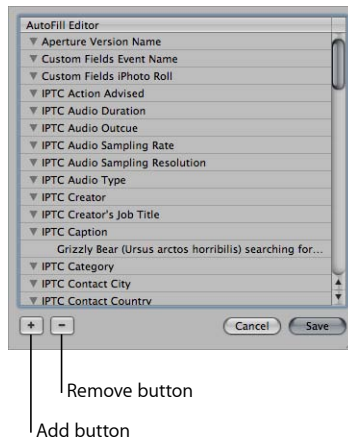 AutoFill Editor
Aperture Version Name
Custom Fields Event Name
Custom Fields iPhoto Roll
IPTC Action Advised
IPTC Audio Duration
IPTC Audio Outcue
IPTC Audio Sampling Rate
IPTC Audio Sampling Resolution
IPTC Audio Type
IPTC Creator
IPTC Creator's Job Title
IPTC Caption
Grizzly Bear (Ursus arctos horribilis) searching for...
IPTC Category
IPTC Contact City
IPTC Contact Country
+ − Cancel Save
Remove button
Add button